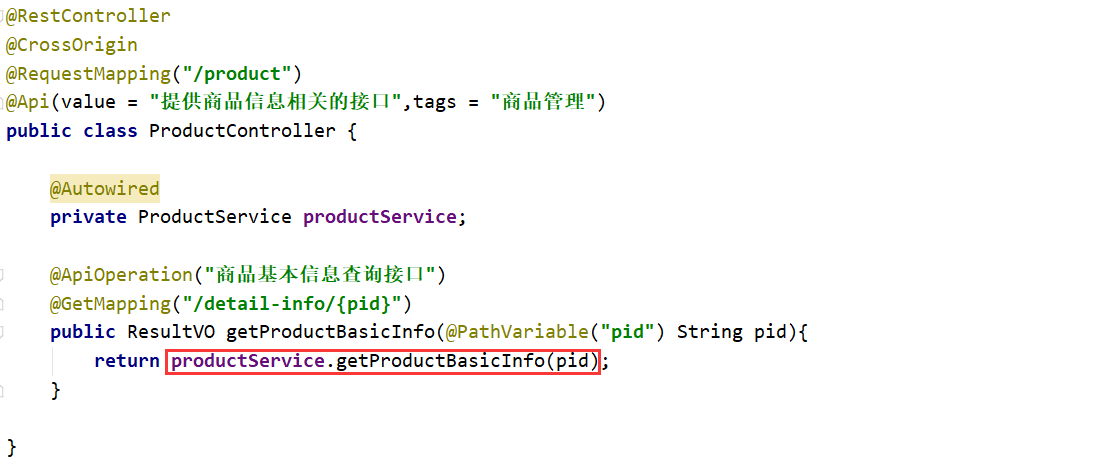 @RestController
@CrossOrigin
@RequestMapping("/product")
@Api(value = "提供商品信息相关的接口",tags = "商品管理")
public class ProductController {
@Autowired
private ProductService productService;
@ApiOperation("商品基本信息查询接口")
@GetMapping("/detail-info/{pid}")
public ResultVO getProductBasicInfo(@PathVariable("pid") String pid){
return productService.getProductBasicInfo(pid);
}
}